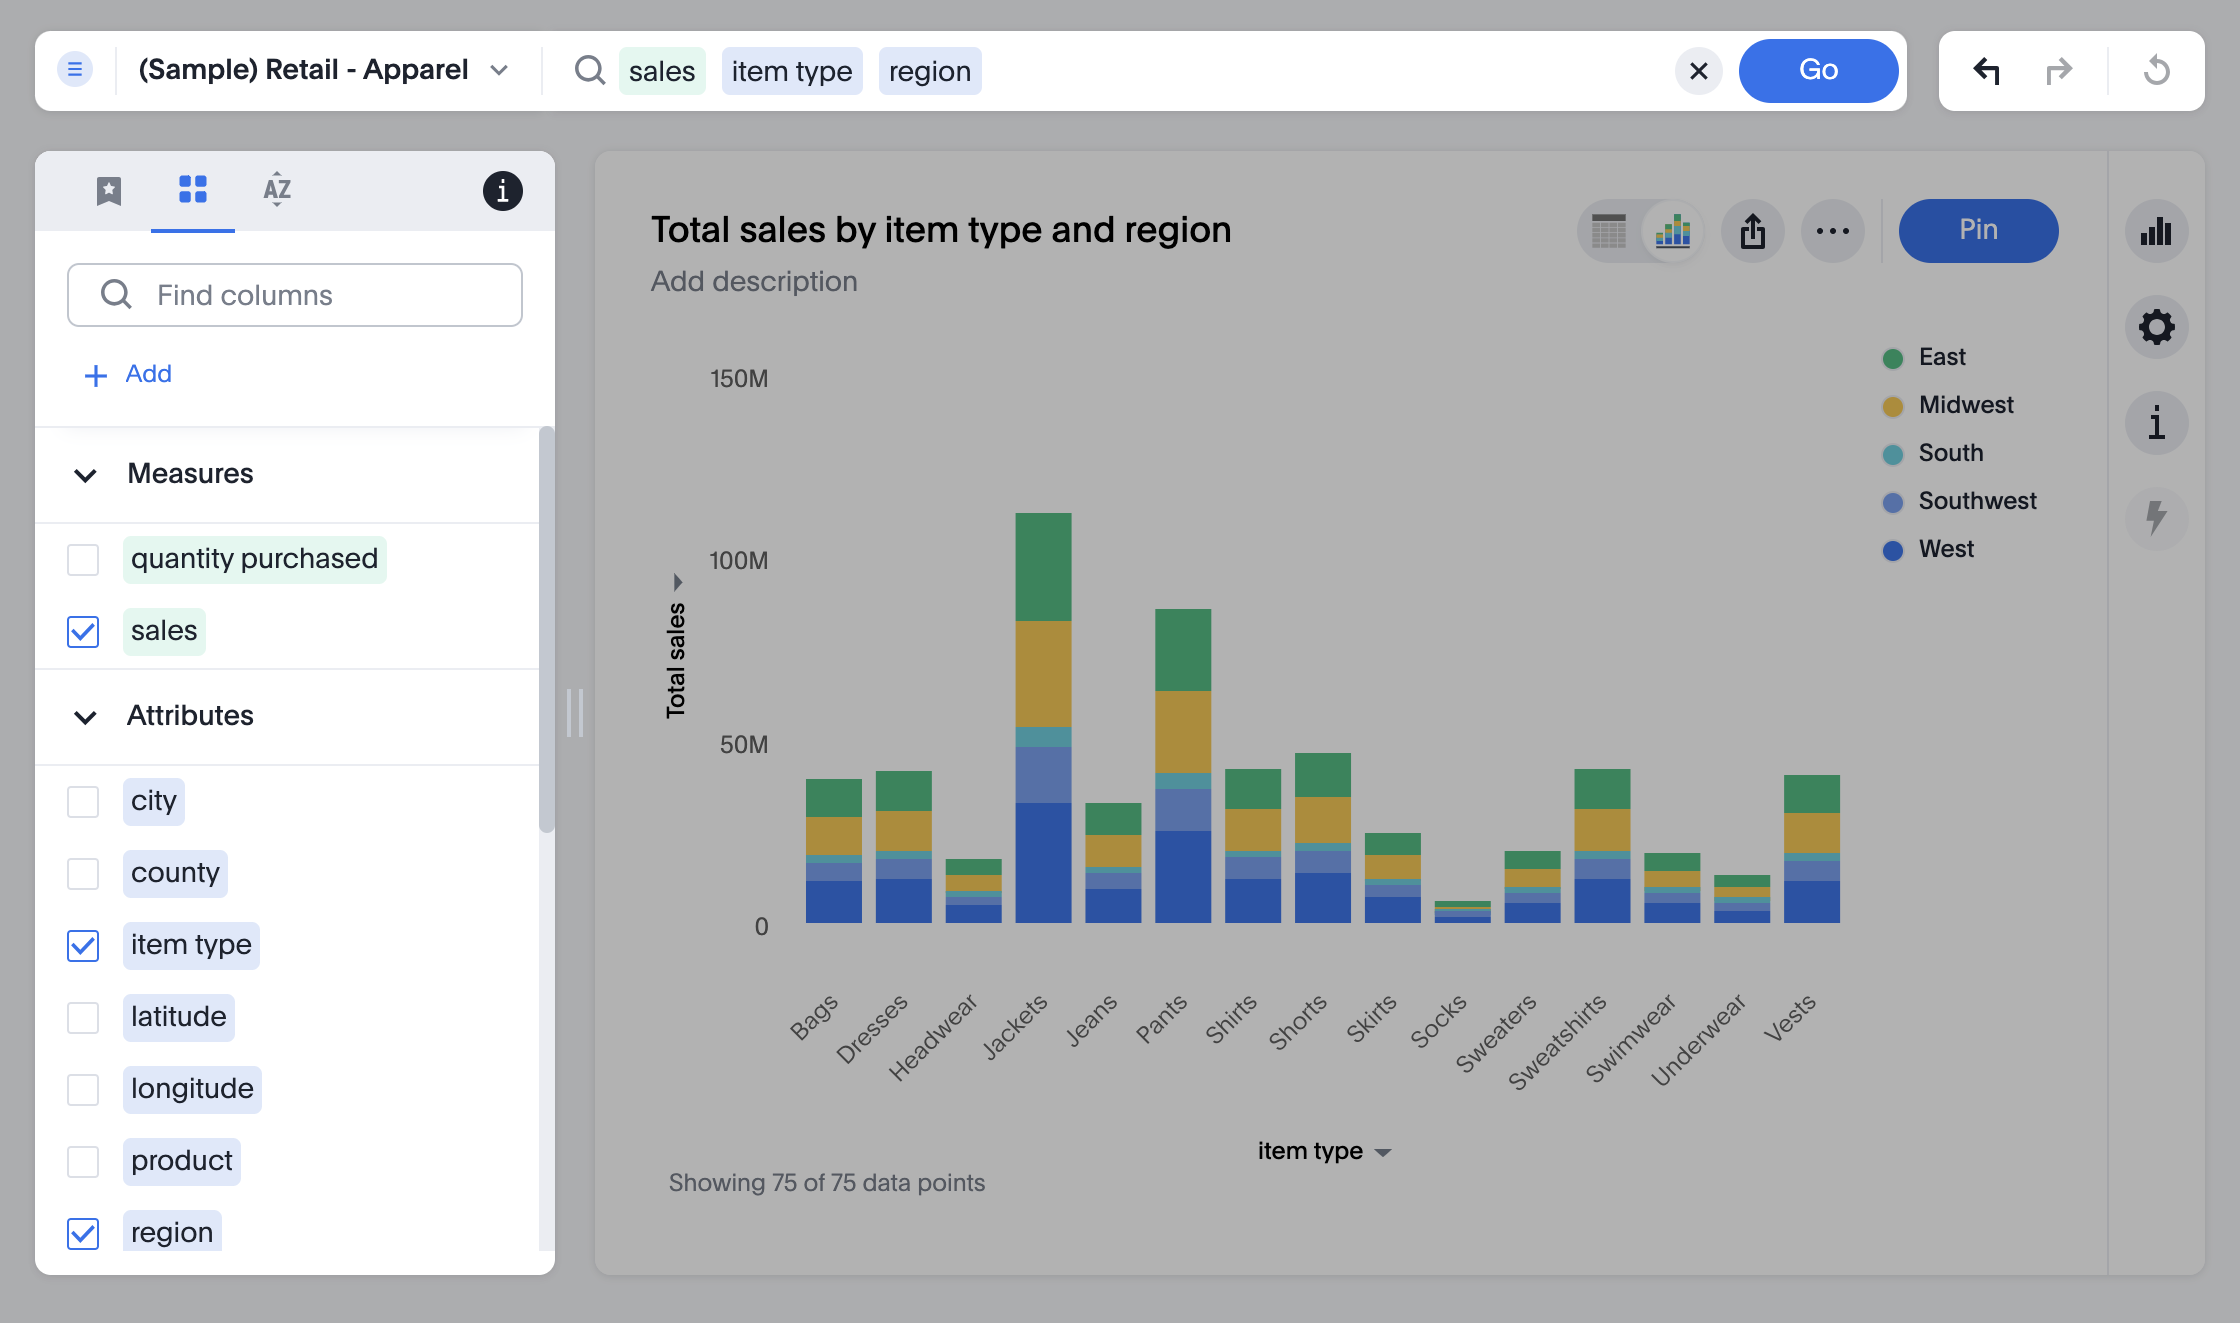 (Sample) Retail - Apparel
sales item type region
Go
AZ
Find columns
Add
Measures
quantity purchased
sales
Attributes
city
county
item type
latitude
longitude
product
region
Total sales by item type and region
Add description
Pin
East
Midwest
South
Southwest
West
Total sales
150M
100M
50M
0
Bags
Dresses
Headwear
Jackets
Jeans
Pants
Shirts
Shorts
Skirts
Socks
Sweaters
Sweatshirts
Swimwear
Underwear
Vests
item type
Showing 75 of 75 data points